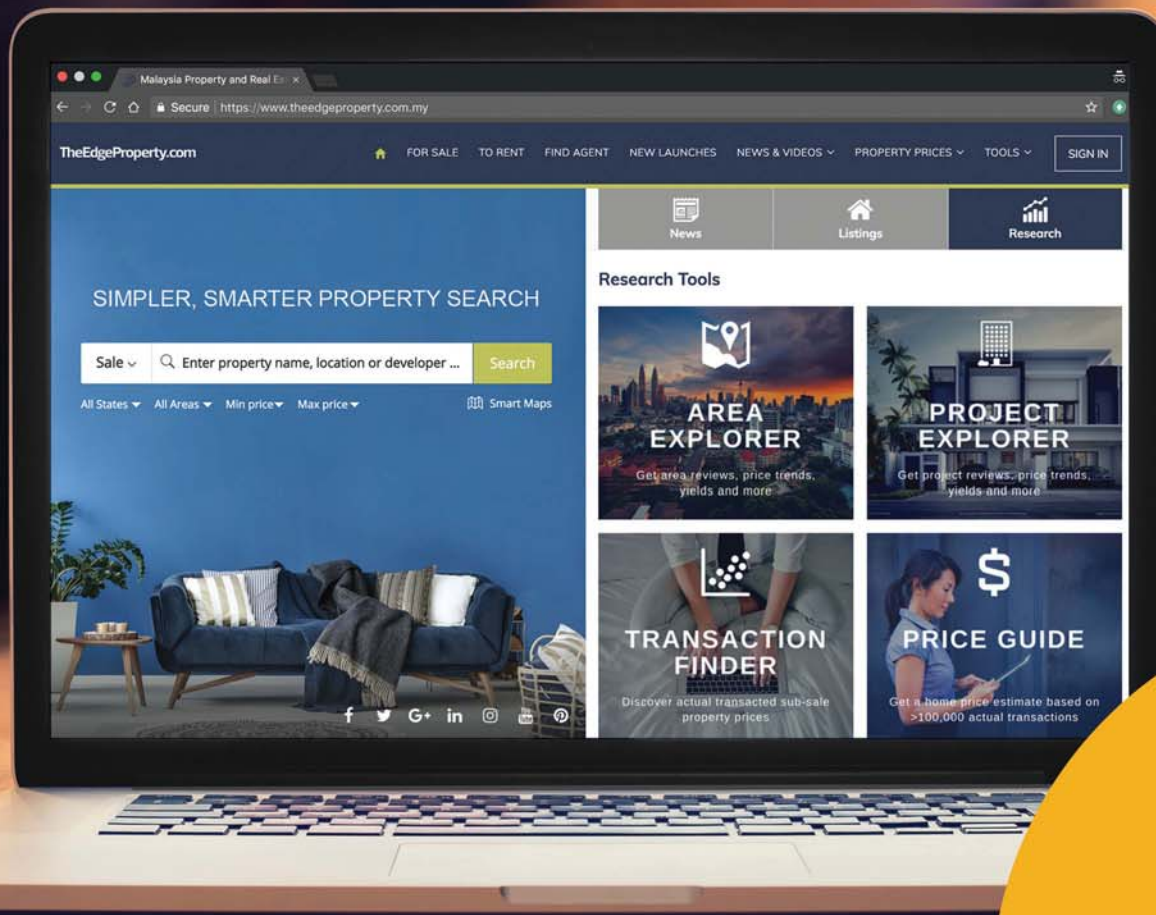 Malaysia Property and Real Es
Secure | https://www.theedgeproperty.com.my
TheEdgeProperty.com
FOR SALE TO RENT FIND AGENT NEW LAUNCHES NEWS & VIDEOS PROPERTY PRICES TOOLS SIGN IN
News Listings Research
SIMPLER, SMARTER PROPERTY SEARCH
Sale Enter property name, location or developer ... Search
All States All Areas Min price Max price Smart Maps
Research Tools
AREA
EXPLORER
Get area reviews, price trends,
yields and more
PROJECT
EXPLORER
Get project reviews, price trends,
yields and more
TRANSACTION
FINDER
Discover actual transacted sub-sale
property prices
$
PRICE GUIDE
Get a home price estimate based on
>100,000 actual transactions
f G+ in